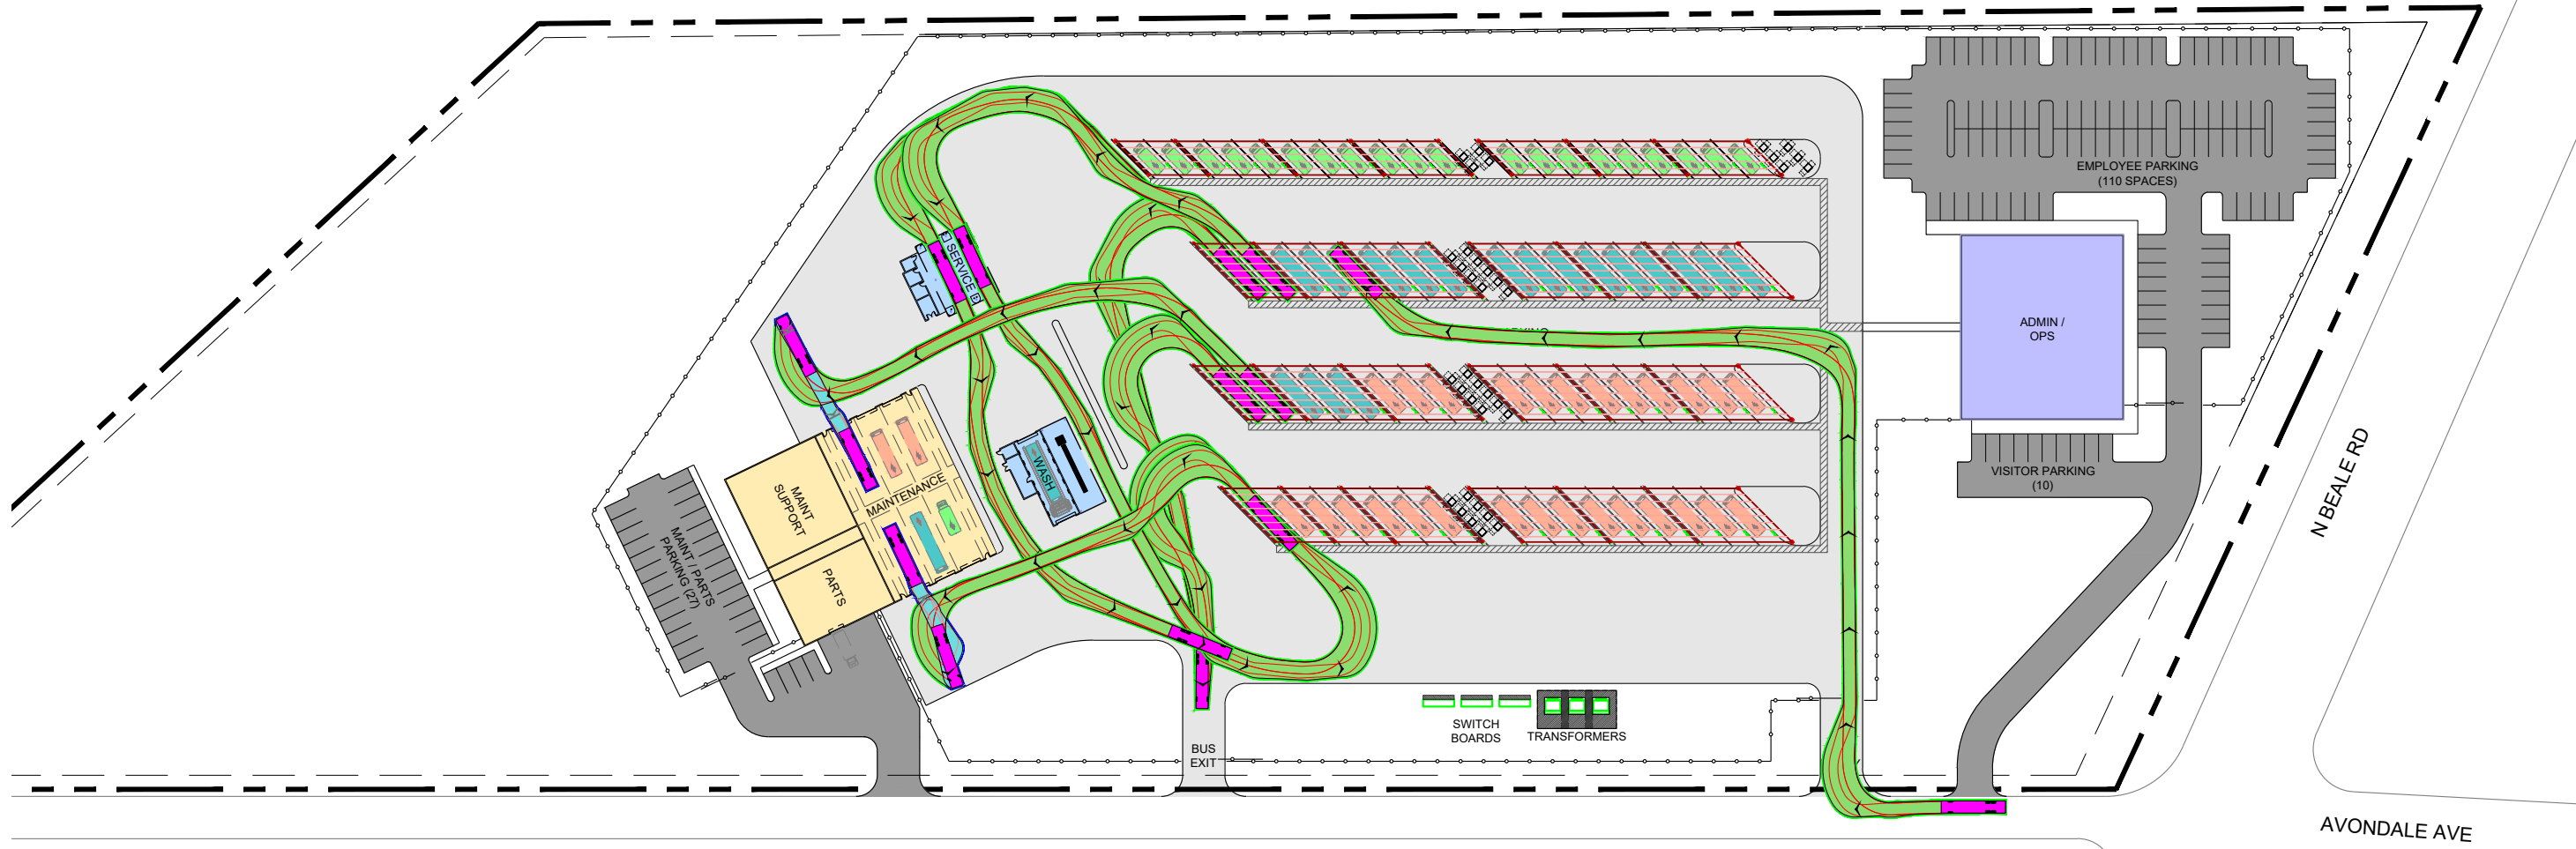 EMPLOYEE PARKING
(110 SPACES)
SERVICE
ADMIN /
OPS
VISITOR PARKING
(10)
N BEALE RD
WASH
MAINTENANCE
MAINT
SUPPORT
PARTS
MAINT / PARTS
PARKING (27)
SWITCH
BOARDS
TRANSFORMERS
BUS
EXIT
AVONDALE AVE